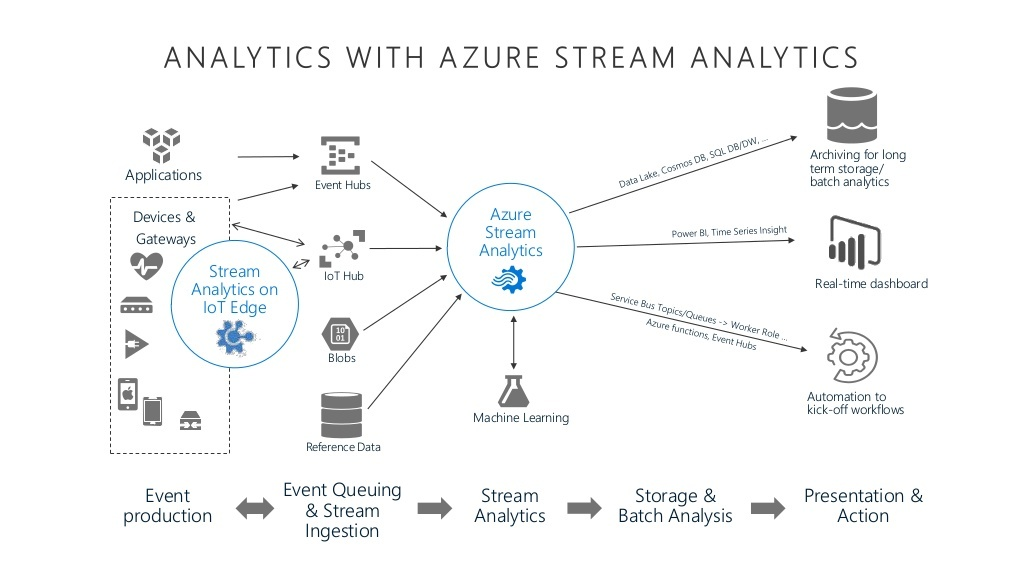 ANALYTICS WITH AZURE STREAM ANALYTICS
Applications
Devices &
Gateways
Stream
Analytics on
IoT Edge
Event Hubs
IoT Hub
10
01
Blobs
Reference Data
Azure
Stream
Analytics
Machine Learning
Data Lake, Cosmos DB, SQL DB/DW, ...
Power BI, Time Series Insight
Service Bus Topics/Queues -> Worker Role ...
Azure functions, Event Hubs
Archiving for long
term storage/
batch analytics
Real-time dashboard
Automation to
kick-off workflows
Event
production
Event Queuing
& Stream
Ingestion
Stream
Analytics
Storage &
Batch Analysis
Presentation &
Action